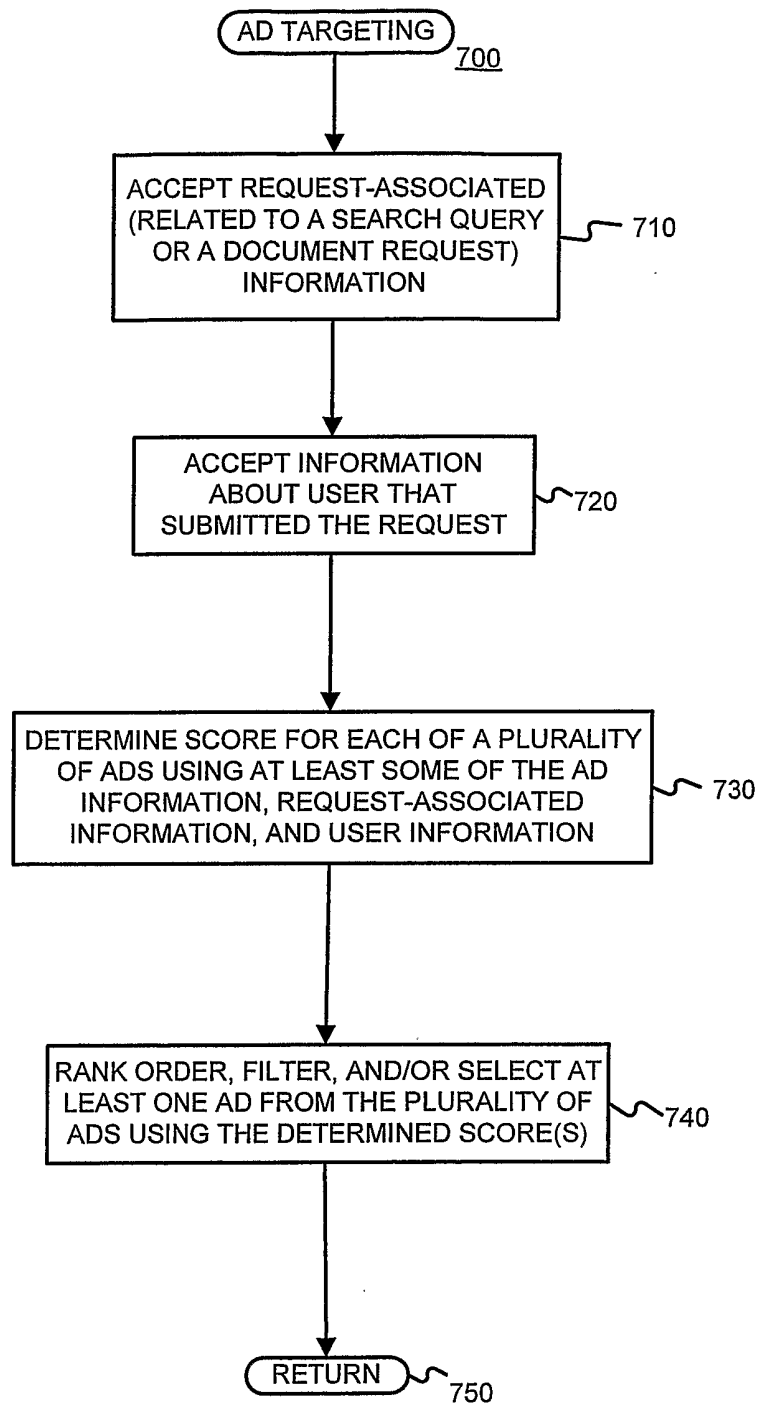 AD TARGETING
700
ACCEPT REQUEST-ASSOCIATED
(RELATED TO A SEARCH QUERY
OR A DOCUMENT REQUEST)
INFORMATION
710
ACCEPT INFORMATION
ABOUT USER THAT
SUBMITTED THE REQUEST
720
DETERMINE SCORE FOR EACH OF A PLURALITY
OF ADS USING AT LEAST SOME OF THE AD
INFORMATION, REQUEST-ASSOCIATED
INFORMATION, AND USER INFORMATION
730
RANK ORDER, FILTER, AND/OR SELECT AT
LEAST ONE AD FROM THE PLURALITY OF
ADS USING THE DETERMINED SCORE(S)
740
RETURN
750